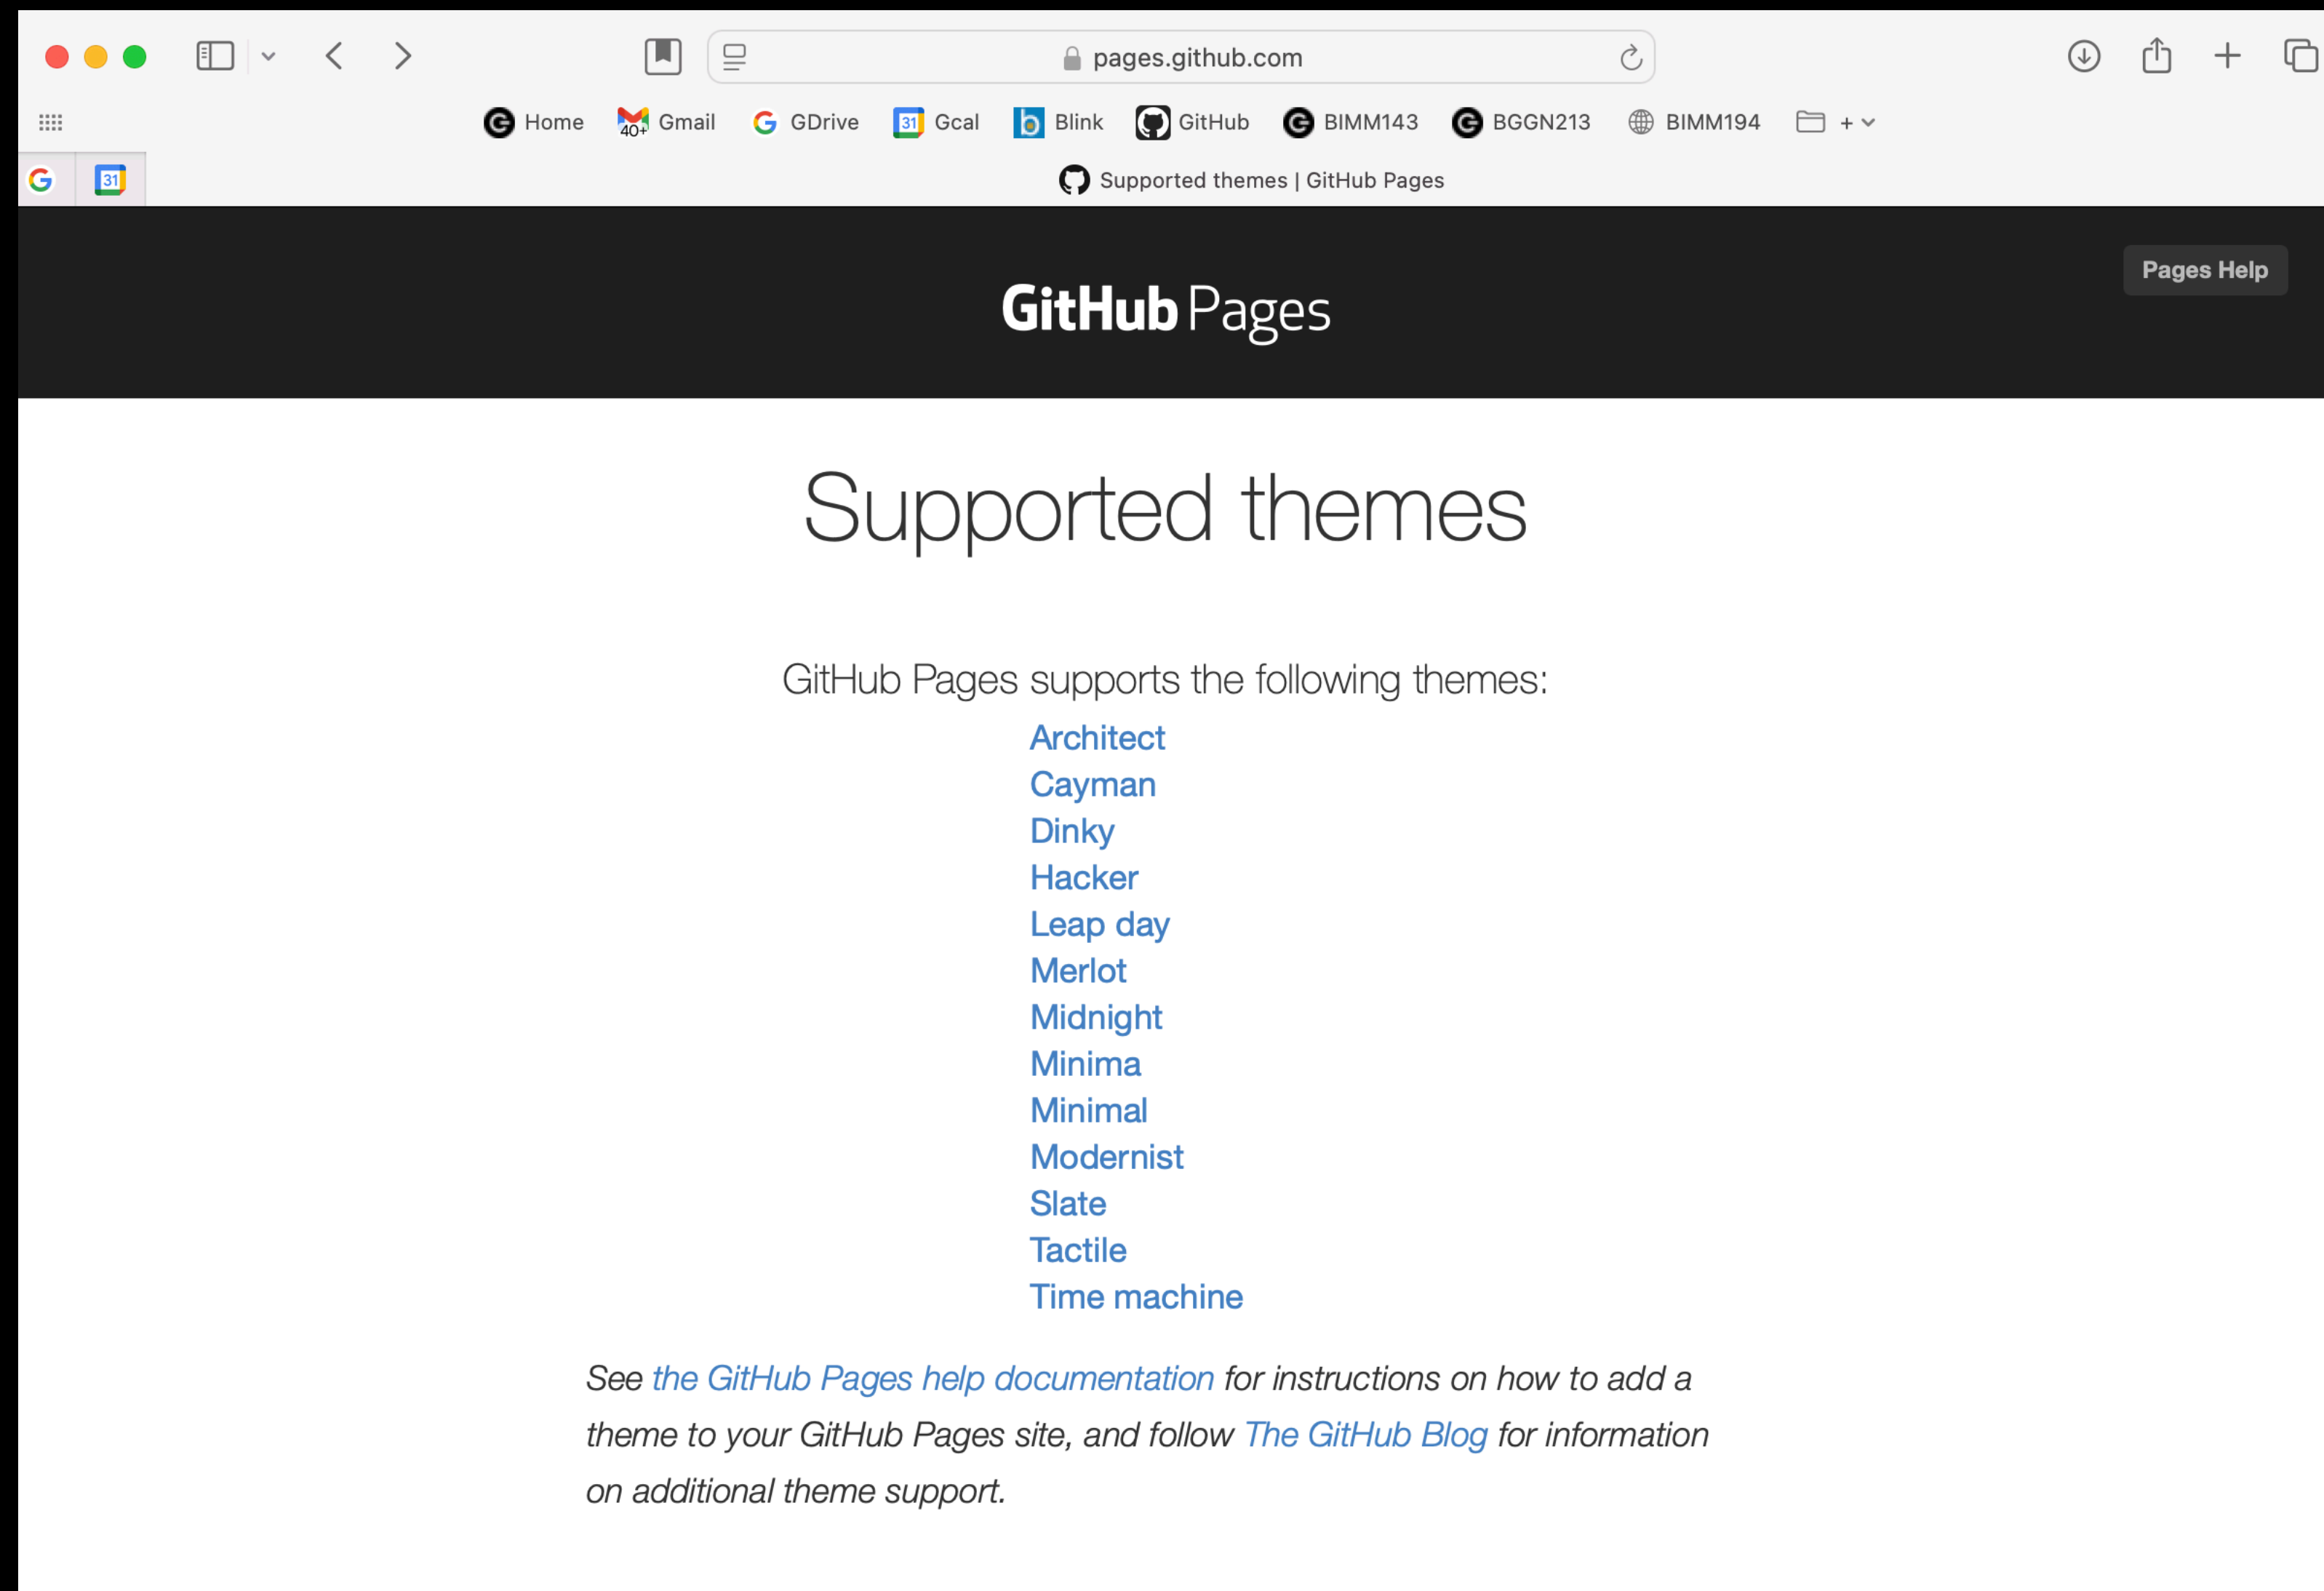 pages.github.com
Home 40+ Gmail GDrive 31 Gcal b Blink GitHub BIMM143 BGGN213 BIMM194 +
31 Supported themes | GitHub Pages
Pages Help
GitHub Pages
Supported themes
GitHub Pages supports the following themes:
Architect
Cayman
Dinky
Hacker
Leap day
Merlot
Midnight
Minima
Minimal
Modernist
Slate
Tactile
Time machine
See the GitHub Pages help documentation for instructions on how to add a
theme to your GitHub Pages site, and follow The GitHub Blog for information
on additional theme support.